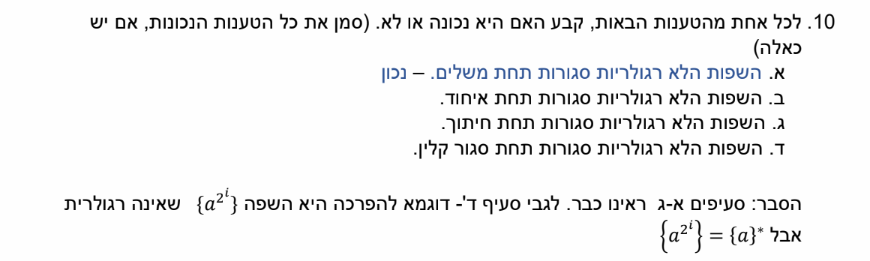 10. לכל אחת מהטענות הבאות, קבע האם היא נכונה או לא. (סמן את כל הטענות הנכונות, אם יש
כאלה)
א. השפות הלא רגולריות סגורות תחת משלים. – נכון
ב. השפות הלא רגולריות סגורות תחת איחוד.
ג. השפות הלא רגולריות סגורות תחת חיתוך.
ד. השפות הלא רגולריות סגורות תחת סגור קלין.
הסבר: סעיפים א-ג ראינו כבר. לגבי סעיף ד'- דוגמא להפרכה היא השפה {a^{2^i}} שאינה רגולרית
אבל {a^{2^i}} = {a}*